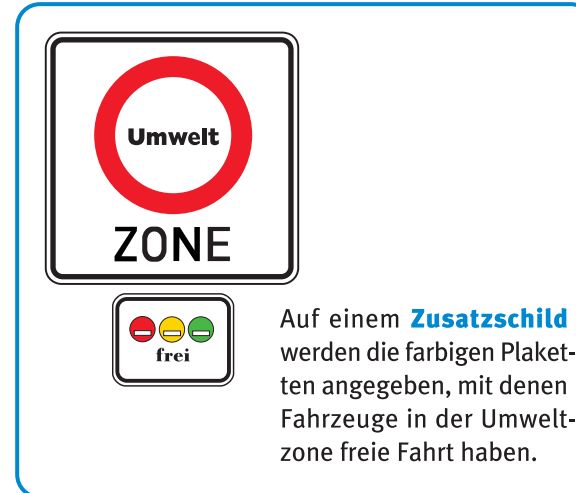 Umwelt
ZONE
frei
Auf einem Zusatzschild
werden die farbigen Plaket-
ten angegeben, mit denen
Fahrzeuge in der Umwelt-
zone freie Fahrt haben.